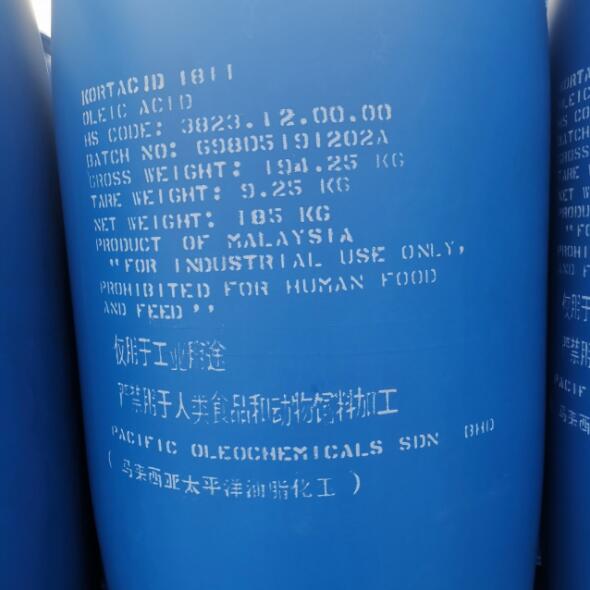 KORTACID 1811
OLEIC ACID
HS CODE: 3823.12.00.00
BATCH NO: 698D5191202A
GROSS WEIGHT: 194.25 KG
TARE WEIGHT: 9.25 KG
NET WEIGHT: 185 KG
PRODUCT OF MALAYSIA
"FOR INDUSTRIAL USE ONLY,
PROHIBITED FOR HUMAN FOOD
AND FEED ''
仅用于工业用途
严禁用于人类食品和动物饲料加工
PACIFIC OLEOCHEMICALS SDN BHD
(马来西亚太平洋油脂化工)